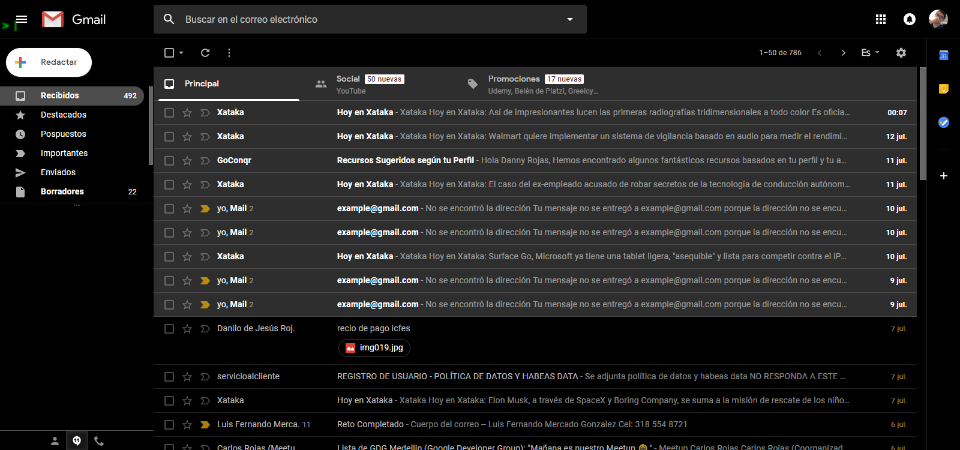 Gmail
Buscar en el correo electrónico
Redactar
Recibidos 492
Destacados
Pospuestos
Importantes
Enviados
Borradores 22
1–50 de 786
Es
Principal
Social 50 nuevas
YouTube
Promociones 17 nuevas
Udemy, Belén de Platzi, Greeicy...
Xataka Hoy en Xataka - Xataka Hoy en Xataka: Así de impresionantes lucen las primeras radiografías tridimensionales a todo color Es oficia... 00:07
Xataka Hoy en Xataka - Xataka Hoy en Xataka: Walmart quiere implementar un sistema de vigilancia basado en audio para medir el rendimi... 12 jul.
GoConqr Recursos Sugeridos según tu Perfil - Hola Danny Rojas, Hemos encontrado algunos fantásticos recursos basados en tu perfil y tu a... 11 jul.
Xataka Hoy en Xataka - Xataka Hoy en Xataka: El caso del ex-empleado acusado de robar secretos de la tecnología de conducción autónom... 11 jul.
yo, Mail 2 example@gmail.com - No se encontró la dirección Tu mensaje no se entregó a example@gmail.com porque la dirección no se encu... 10 jul.
yo, Mail 2 example@gmail.com - No se encontró la dirección Tu mensaje no se entregó a example@gmail.com porque la dirección no se encu... 10 jul.
Xataka Hoy en Xataka - Xataka Hoy en Xataka: Surface Go, Microsoft ya tiene una tablet ligera, "asequible" y lista para competir contra el iP... 10 jul.
yo, Mail 2 example@gmail.com - No se encontró la dirección Tu mensaje no se entregó a example@gmail.com porque la dirección no se encu... 9 jul.
yo, Mail 2 example@gmail.com - No se encontró la dirección Tu mensaje no se entregó a example@gmail.com porque la dirección no se encu... 9 jul.
Danilo de Jesús Roj. recio de pago icfes 7 jul.
img019.jpg
servicioalcliente REGISTRO DE USUARIO - POLÍTICA DE DATOS Y HABEAS DATA - Se adjunta política de datos y habeas data NO RESPONDA A ESTE ... 7 jul.
Xataka Hoy en Xataka - Xataka Hoy en Xataka: Elon Musk, a través de SpaceX y Boring Company, se suma a la misión de rescate de los niño... 7 jul.
Luis Fernando Merca. 11 Reto Completado - Cuerpo del correo -- Luis Fernando Mercado Gonzalez Cel: 318 554 8721 6 jul.
Carlos Rojas (Meetu. Lista de GDG Medellín (Google Developer Group): "Mañana es nuestro Meetup 😀 " - Meetup Carlos Rojas Carlos Rojas (Coorganizad... 6 jul.